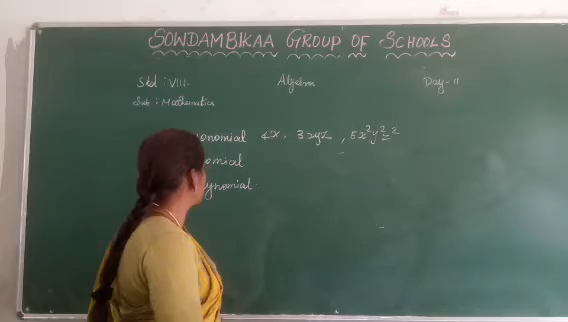 SOWDAMBIKAA GROUP OF SCHOOLS
Std : VIII. Algebra Day - 11
Sub : Mathematics
onomial 4x, 3xyz, 5x²y²z²
omial
ynomial.